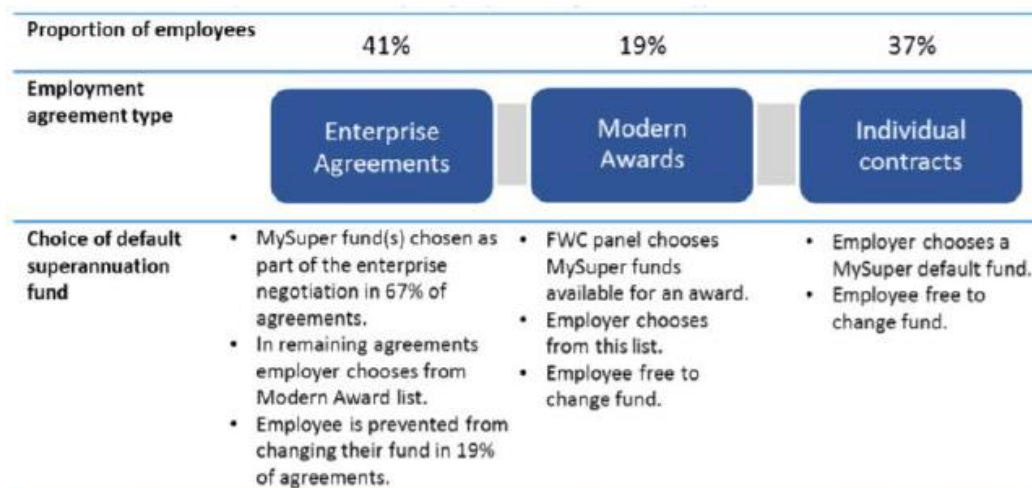 Proportion of employees
41%
19%
37%
Employment
agreement type
Enterprise
Agreements
Modern
Awards
Individual
contracts
Choice of default
superannuation
fund
• MySuper fund(s) chosen as
part of the enterprise
negotiation in 67% of
agreements.
• In remaining agreements
employer chooses from
Modern Award list.
• Employee is prevented from
changing their fund in 19%
of agreements.
• FWC panel chooses
MySuper funds
available for an award.
• Employer chooses
from this list.
• Employee free to
change fund.
• Employer chooses a
MySuper default fund.
• Employee free to
change fund.